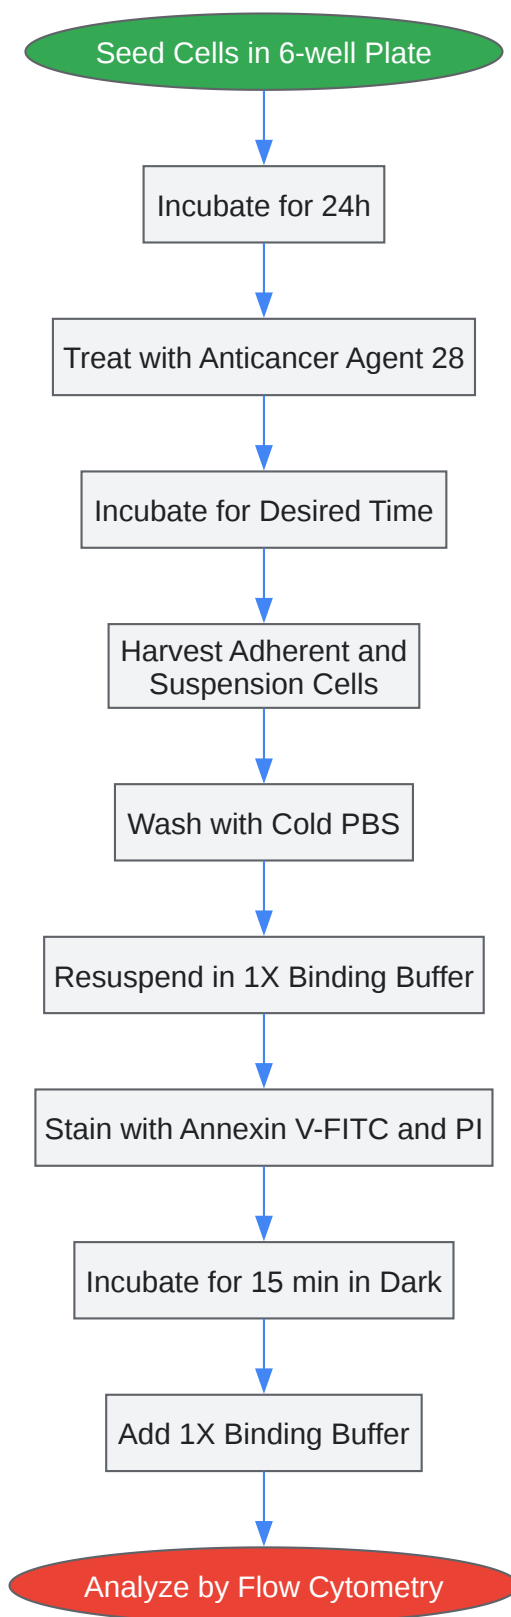 Seed Cells in 6-well Plate
Incubate for 24h
Treat with Anticancer Agent 28
Incubate for Desired Time
Harvest Adherent and
Suspension Cells
Wash with Cold PBS
Resuspend in 1X Binding Buffer
Stain with Annexin V-FITC and PI
Incubate for 15 min in Dark
Add 1X Binding Buffer
Analyze by Flow Cytometry